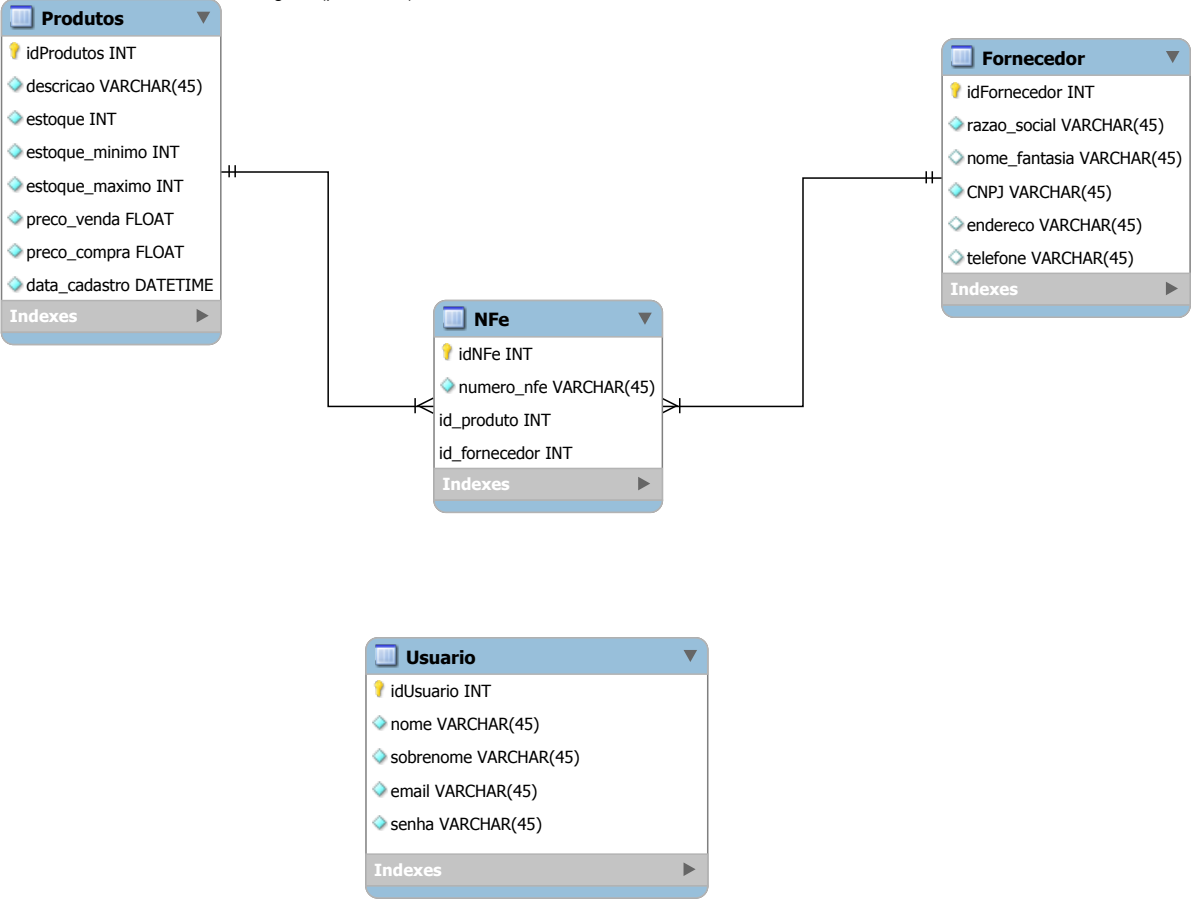 Produtos
idProdutos INT
descricao VARCHAR(45)
estoque INT
estoque_minimo INT
estoque_maximo INT
preco_venda FLOAT
preco_compra FLOAT
data_cadastro DATETIME
Indexes
Fornecedor
idFornecedor INT
razao_social VARCHAR(45)
nome_fantasia VARCHAR(45)
CNPJ VARCHAR(45)
endereco VARCHAR(45)
telefone VARCHAR(45)
Indexes
NFe
idNFe INT
numero_nfe VARCHAR(45)
id_produto INT
id_fornecedor INT
Indexes
Usuario
idUsuario INT
nome VARCHAR(45)
sobrenome VARCHAR(45)
email VARCHAR(45)
senha VARCHAR(45)
Indexes